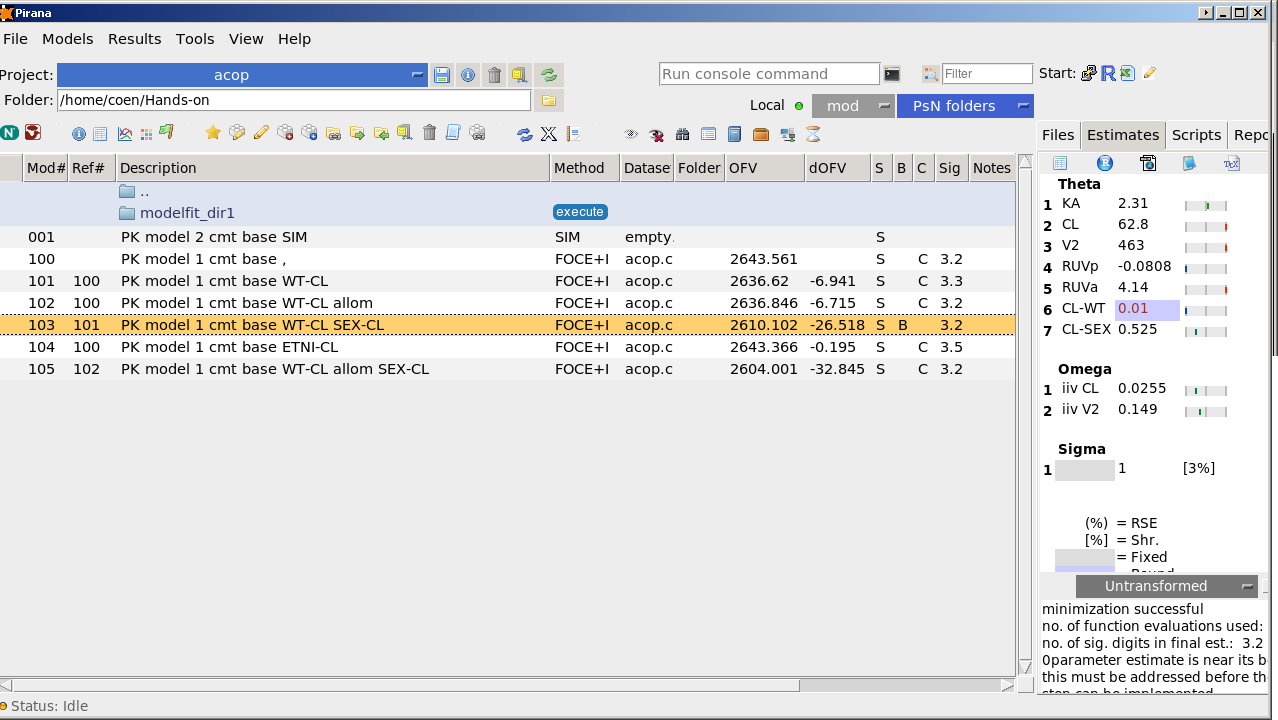 Pirana
File Models Results Tools View Help
Project: acop Run console command Filter Start:
Folder: /home/coen/Hands-on
Local mod PsN folders
Files Estimates Scripts Repo
Mod# Ref# Description Method Datase Folder OFV dOFV S B C Sig Notes
..
modelfit_dir1 execute
001 PK model 2 cmt base SIM SIM empty. S
100 PK model 1 cmt base , FOCE+I acop.c 2643.561 S C 3.2
101 100 PK model 1 cmt base WT-CL FOCE+I acop.c 2636.62 -6.941 S C 3.3
102 100 PK model 1 cmt base WT-CL allom FOCE+I acop.c 2636.846 -6.715 S C 3.2
103 101 PK model 1 cmt base WT-CL SEX-CL FOCE+I acop.c 2610.102 -26.518 S B 3.2
104 100 PK model 1 cmt base ETNI-CL FOCE+I acop.c 2643.366 -0.195 S C 3.5
105 102 PK model 1 cmt base WT-CL allom SEX-CL FOCE+I acop.c 2604.001 -32.845 S C 3.2
Theta
1 KA 2.31
2 CL 62.8
3 V2 463
4 RUVp -0.0808
5 RUVa 4.14
6 CL-WT 0.01
7 CL-SEX 0.525
Omega
1 iiv CL 0.0255
2 iiv V2 0.149
Sigma
1 1 [3%]
(%) = RSE
[%] = Shr.
= Fixed
Untransformed
minimization successful
no. of function evaluations used:
no. of sig. digits in final est.: 3.2
0parameter estimate is near its b
this must be addressed before th
step can be implemented
Status: Idle